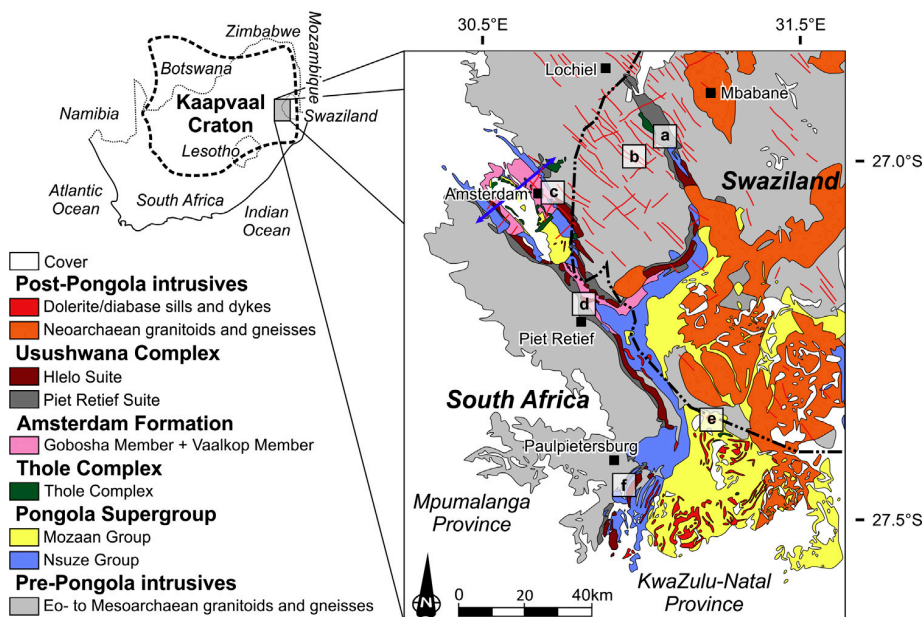 Zimbabwe
Mozambique
Botswana
Namibia
Kaapvaal
Craton
Swaziland
Lesotho
Atlantic
Ocean
South Africa
Indian
Ocean
Cover
Post-Pongola intrusives
Dolerite/diabase sills and dykes
Neoarchaean granitoids and gneisses
Usushwana Complex
Hlelo Suite
Piet Retief Suite
Amsterdam Formation
Gobosha Member + Vaalkop Member
Thole Complex
Thole Complex
Pongola Supergroup
Mozaan Group
Nsuze Group
Pre-Pongola intrusives
Eo- to Mesoarchaean granitoids and gneisses
30.5°E
31.5°E
Lochiel
Mbabane
a
b
27.0°S
Swaziland
Amsterdam
c
d
Piet Retief
South Africa
e
Paulpietersburg
f
Mpumalanga
Province
27.5°S
KwaZulu-Natal
Province
N
0
20
40km